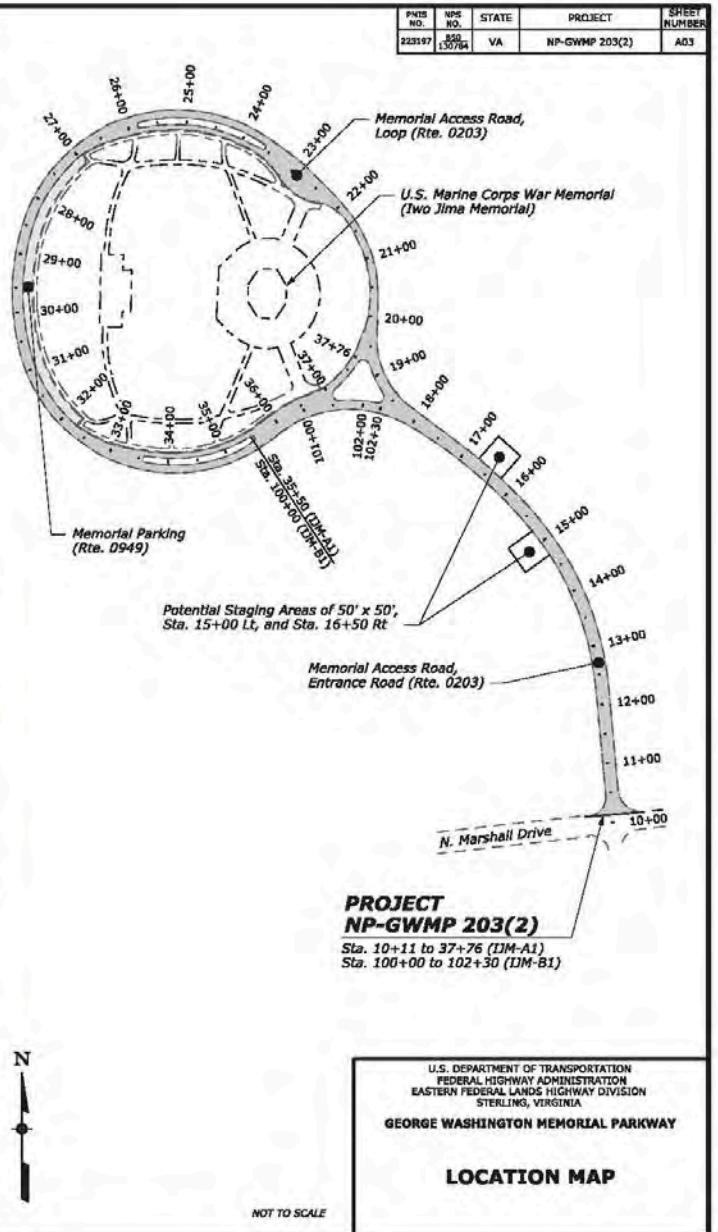 PMIS NO.
NPS NO.
STATE
PROJECT
SHEET NUMBER
223197
850
130784
VA
NP-GWMP 203(2)
A03
25+00
26+00
24+00
27+00
23+00
Memorial Access Road,
Loop (Rte. 0203)
22+00
U.S. Marine Corps War Memorial
(Iwo Jima Memorial)
28+00
21+00
29+00
30+00
20+00
31+00
37+76
19+00
32+00
37+00
33+00
34+00
35+00
36+00
101+00
102+00
102+30
18+00
17+00
16+00
Sta. 35+50 (IJM-A1)
Sta. 100+00 (IJM-B1)
Memorial Parking
(Rte. 0949)
15+00
14+00
Potential Staging Areas of 50' x 50',
Sta. 15+00 Lt, and Sta. 16+50 Rt
13+00
Memorial Access Road,
Entrance Road (Rte. 0203)
12+00
11+00
10+00
N. Marshall Drive
PROJECT
NP-GWMP 203(2)
Sta. 10+11 to 37+76 (IJM-A1)
Sta. 100+00 to 102+30 (IJM-B1)
N
NOT TO SCALE
U.S. DEPARTMENT OF TRANSPORTATION
FEDERAL HIGHWAY ADMINISTRATION
EASTERN FEDERAL LANDS HIGHWAY DIVISION
STERLING, VIRGINIA
GEORGE WASHINGTON MEMORIAL PARKWAY
LOCATION MAP